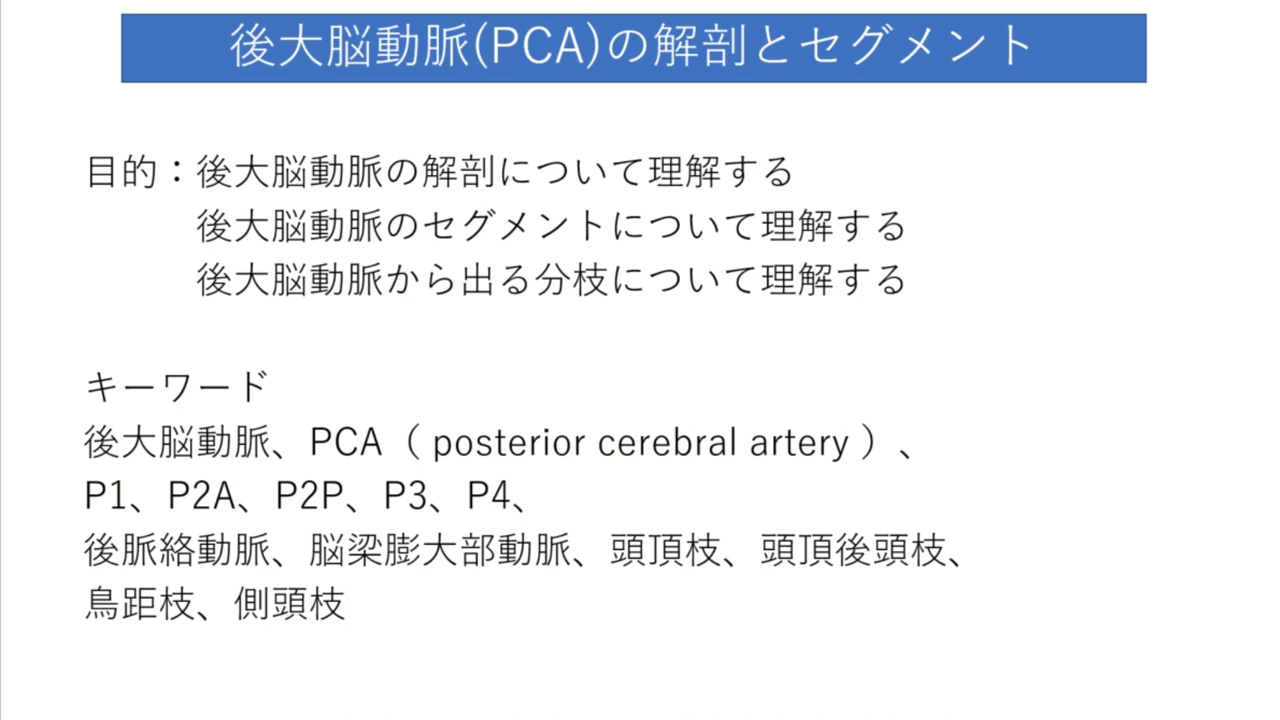 後大脳動脈(PCA)の解剖とセグメント
目的：後大脳動脈の解剖について理解する
後大脳動脈のセグメントについて理解する
後大脳動脈から出る分枝について理解する
キーワード
後大脳動脈、PCA（ posterior cerebral artery ）、
P1、P2A、P2P、P3、P4、
後脈絡動脈、脳梁膨大部動脈、頭頂枝、頭頂後頭枝、
鳥距枝、側頭枝